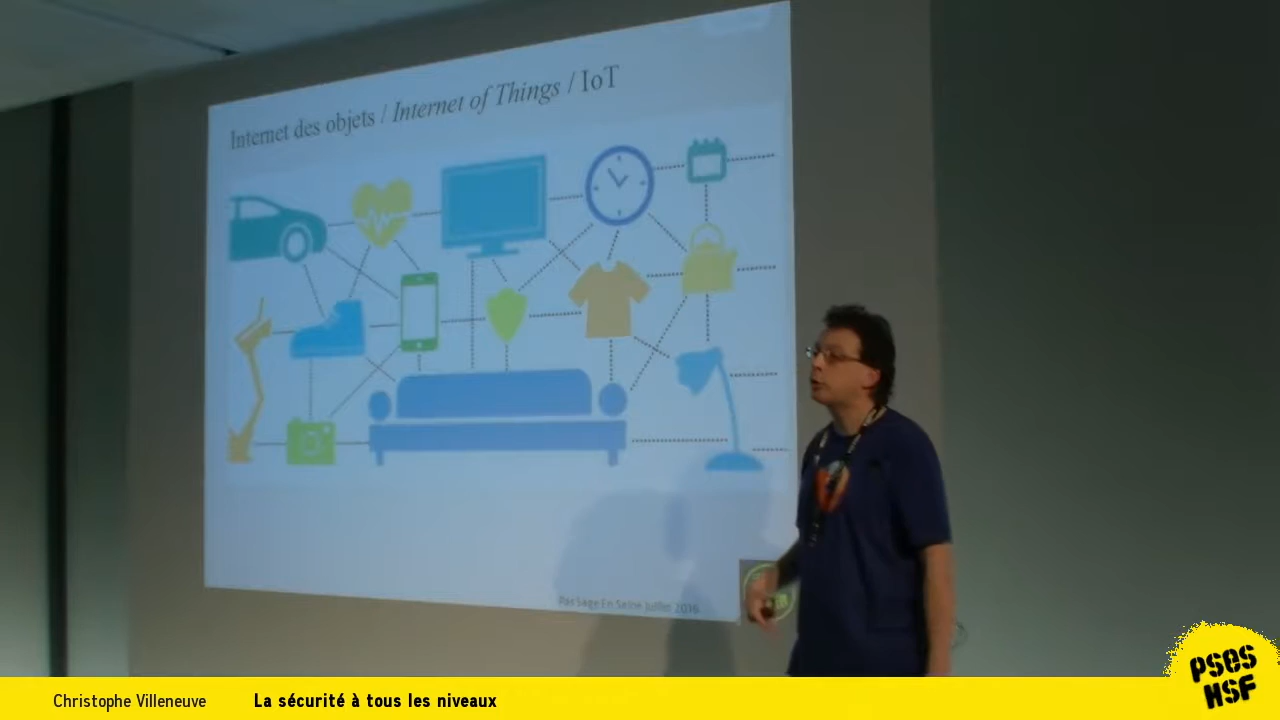 Internet des objets / Internet of Things / IoT
Pas Sage En Seine Juillet 2016
Christophe Villeneuve La sécurité à tous les niveaux
PSES
HSF